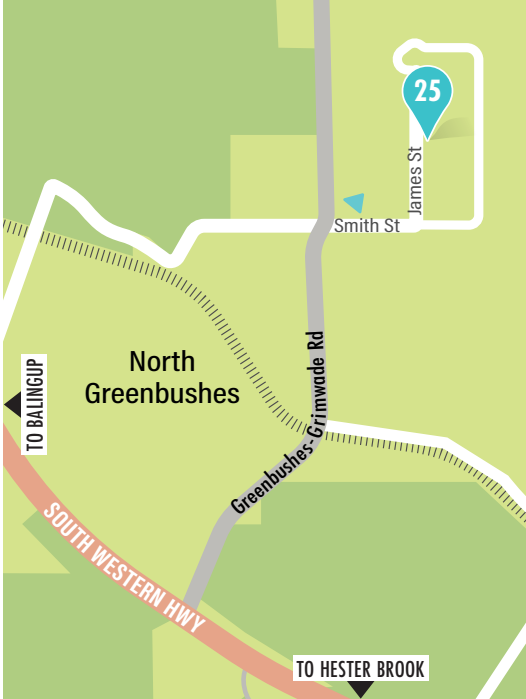 25
James St
Smith St
Greenbushes-Grimwade Rd
North
Greenbushes
TO BALINGUP
SOUTH WESTERN HWY
TO HESTER BROOK